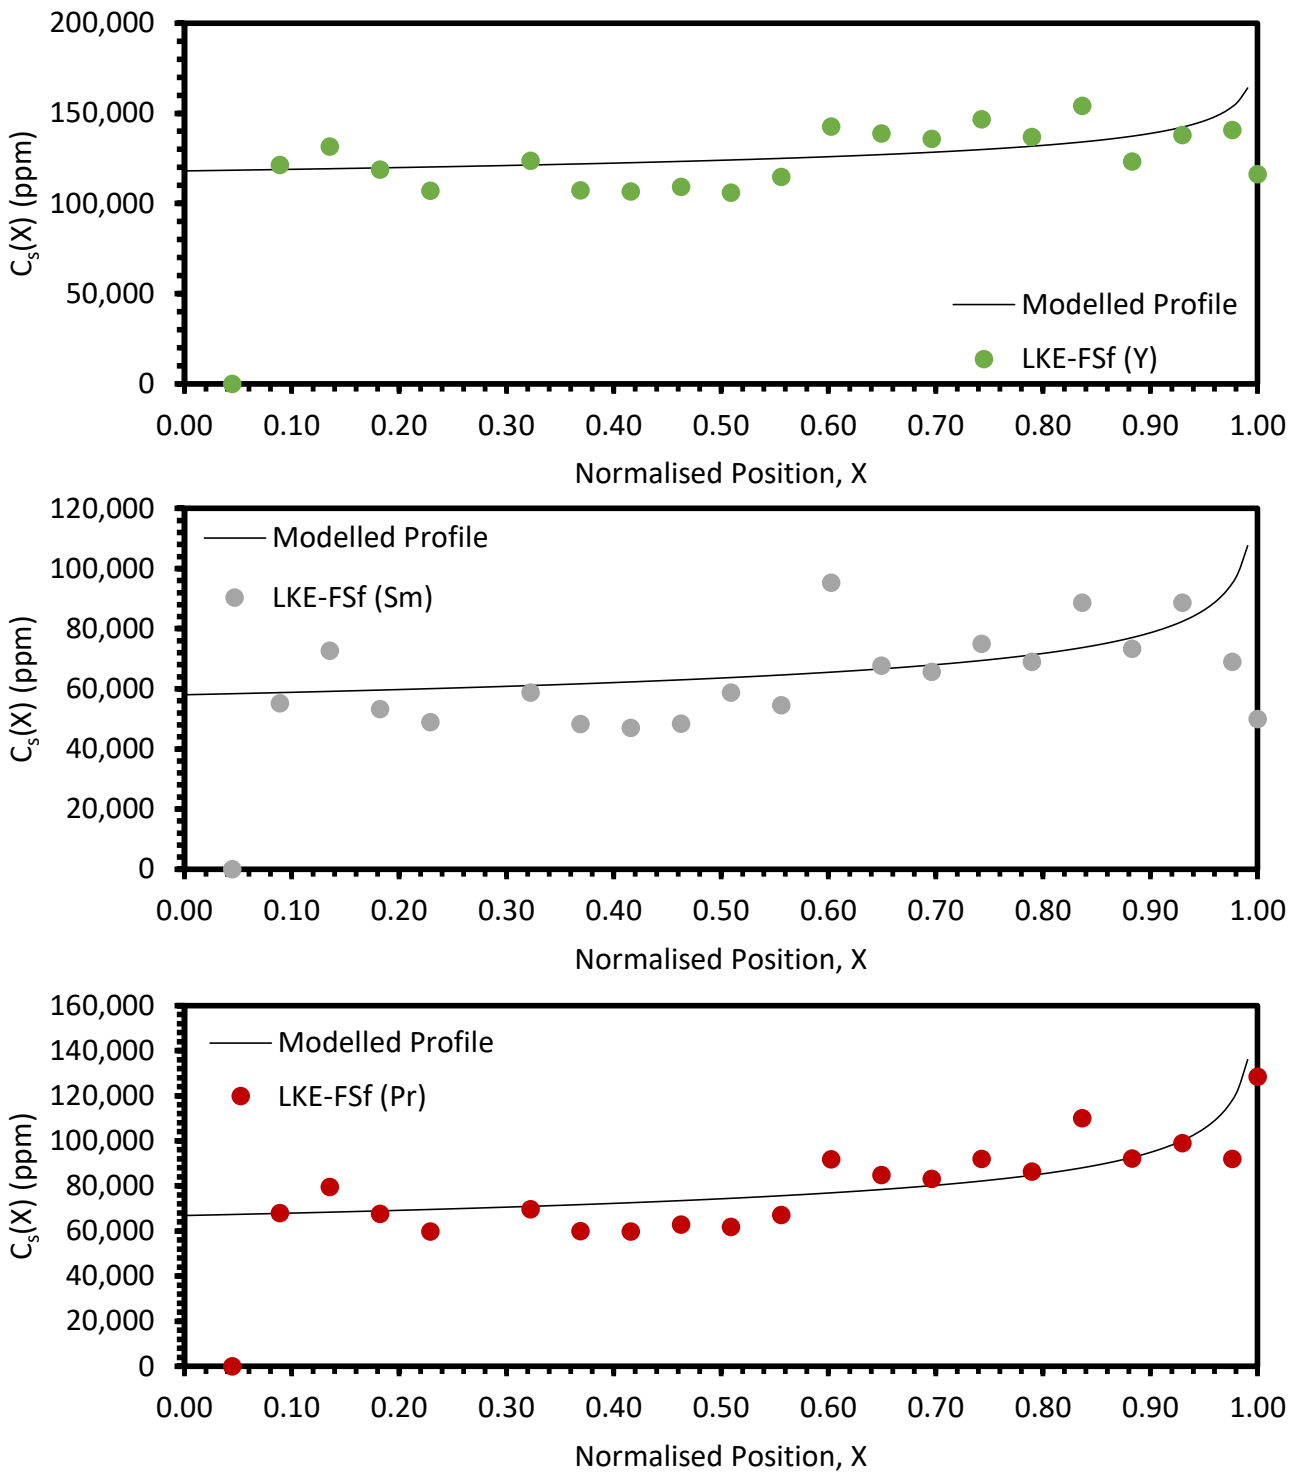 200,000
150,000
100,000
50,000
0
C_s(X) (ppm)
Modelled Profile
LKE-FSf (Y)
0.00 0.10 0.20 0.30 0.40 0.50 0.60 0.70 0.80 0.90 1.00
Normalised Position, X
120,000
100,000
80,000
60,000
40,000
20,000
0
C_s(X) (ppm)
Modelled Profile
LKE-FSf (Sm)
0.00 0.10 0.20 0.30 0.40 0.50 0.60 0.70 0.80 0.90 1.00
Normalised Position, X
160,000
140,000
120,000
100,000
80,000
60,000
40,000
20,000
0
C_s(X) (ppm)
Modelled Profile
LKE-FSf (Pr)
0.00 0.10 0.20 0.30 0.40 0.50 0.60 0.70 0.80 0.90 1.00
Normalised Position, X